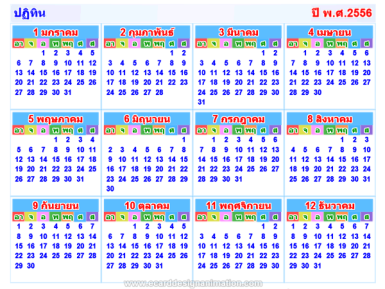 ปฏิทิน
ปี พ.ศ.2556
1 มกราคม
อา จ อ พ พฤ ศ ส
1 2 3 4 5
6 7 8 9 10 11 12
13 14 15 16 17 18 19
20 21 22 23 24 25 26
27 28 29 30 31
2 กุมภาพันธ์
อา จ อ พ พฤ ศ ส
1 2
3 4 5 6 7 8 9
10 11 12 13 14 15 16
17 18 19 20 21 22 23
24 25 26 27 28
3 มีนาคม
อา จ อ พ พฤ ศ ส
1 2
3 4 5 6 7 8 9
10 11 12 13 14 15 16
17 18 19 20 21 22 23
24 25 26 27 28 29 30
31
4 เมษายน
อา จ อ พ พฤ ศ ส
1 2 3 4 5 6
7 8 9 10 11 12 13
14 15 16 17 18 19 20
21 22 23 24 25 26 27
28 29 30
5 พฤษภาคม
อา จ อ พ พฤ ศ ส
1 2 3 4
5 6 7 8 9 10 11
12 13 14 15 16 17 18
19 20 21 22 23 24 25
26 27 28 29 30 31
6 มิถุนายน
อา จ อ พ พฤ ศ ส
1
2 3 4 5 6 7 8
9 10 11 12 13 14 15
16 17 18 19 20 21 22
23 24 25 26 27 28 29
30
7 กรกฎาคม
อา จ อ พ พฤ ศ ส
1 2 3 4 5 6
7 8 9 10 11 12 13
14 15 16 17 18 19 20
21 22 23 24 25 26 27
28 29 30 31
8 สิงหาคม
อา จ อ พ พฤ ศ ส
1 2 3
4 5 6 7 8 9 10
11 12 13 14 15 16 17
18 19 20 21 22 23 24
25 26 27 28 29 30 31
9 กันยายน
อา จ อ พ พฤ ศ ส
1 2 3 4 5 6 7
8 9 10 11 12 13 14
15 16 17 18 19 20 21
22 23 24 25 26 27 28
29 30
10 ตุลาคม
อา จ อ พ พฤ ศ ส
1 2 3 4 5
6 7 8 9 10 11 12
13 14 15 16 17 18 19
20 21 22 23 24 25 26
27 28 29 30 31
11 พฤศจิกายน
อา จ อ พ พฤ ศ ส
1 2
3 4 5 6 7 8 9
10 11 12 13 14 15 16
17 18 19 20 21 22 23
24 25 26 27 28 29 30
12 ธันวาคม
อา จ อ พ พฤ ศ ส
1 2 3 4 5 6 7
8 9 10 11 12 13 14
15 16 17 18 19 20 21
22 23 24 25 26 27 28
29 30 31
www.ecarddesignanimation.com